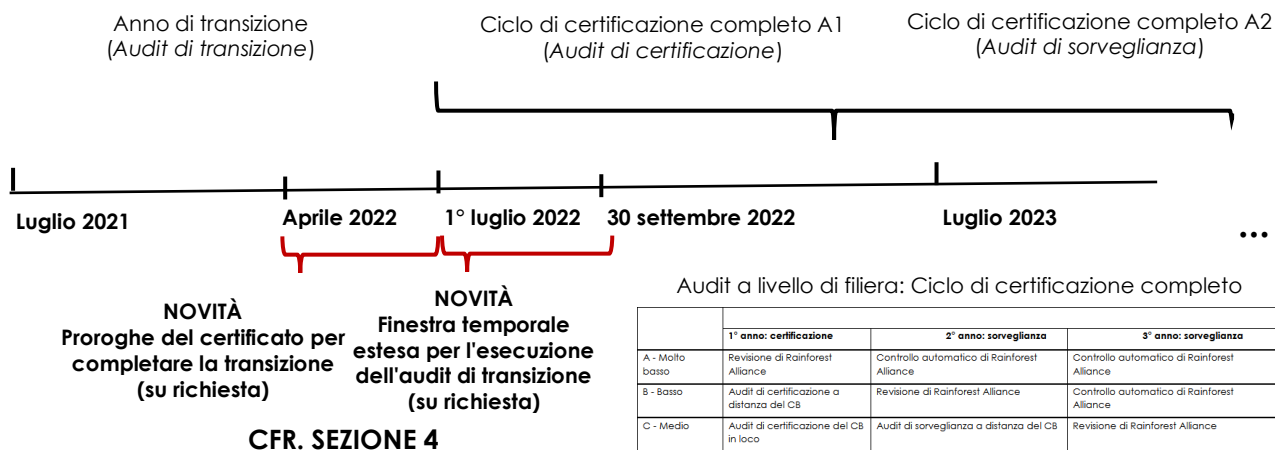 Anno di transizione
(Audit di transizione)
Ciclo di certificazione completo A1
(Audit di certificazione)
Ciclo di certificazione completo A2
(Audit di sorveglianza)
Luglio 2021
Aprile 2022
1° luglio 2022
30 settembre 2022
Luglio 2023
...
NOVITÀ
Proroghe del certificato per
completare la transizione
(su richiesta)
NOVITÀ
Finestra temporale
estesa per l'esecuzione
dell'audit di transizione
(su richiesta)
CFR. SEZIONE 4
Audit a livello di filiera: Ciclo di certificazione completo
1° anno: certificazione
2° anno: sorveglianza
3° anno: sorveglianza
A - Molto
basso
Revisione di Rainforest
Alliance
Controllo automatico di Rainforest
Alliance
Controllo automatico di Rainforest
Alliance
B - Basso
Audit di certificazione a
distanza del CB
Revisione di Rainforest Alliance
Controllo automatico di Rainforest
Alliance
C - Medio
Audit di certificazione del CB
in loco
Audit di sorveglianza a distanza del CB
Revisione di Rainforest Alliance